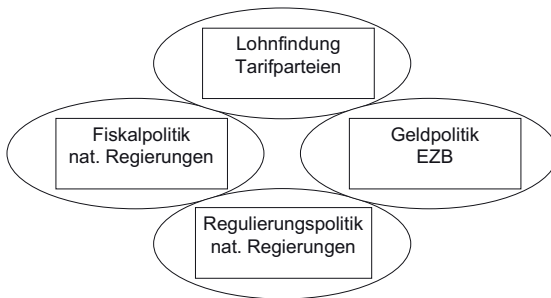 Lohnfindung
Tarifparteien
Fiskalpolitik
nat. Regierungen
Geldpolitik
EZB
Regulierungspolitik
nat. Regierungen